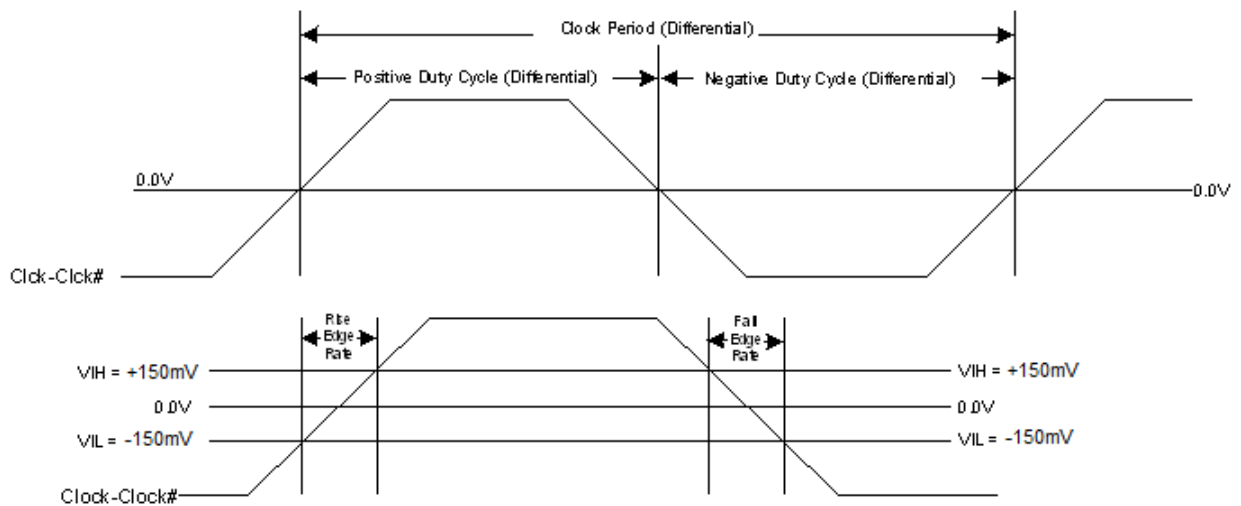 Clock Period (Differential)
Positive Duty Cycle (Differential)
Negative Duty Cycle (Differential)
0.0V
0.0V
Clck-Clck#
Rise
Edge
Rate
Fall
Edge
Rate
VIH = +150mV
VIH = +150mV
0.0V
0.0V
VIL = -150mV
VIL = -150mV
Clock-Clock#